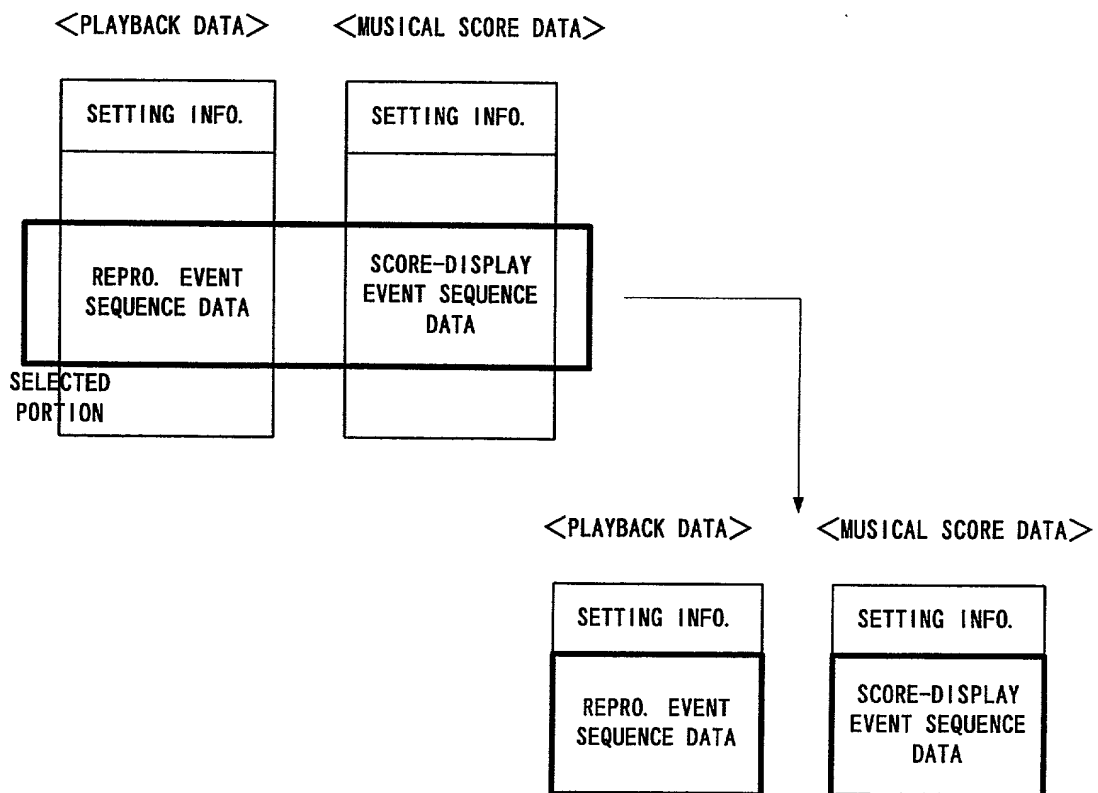 <PLAYBACK DATA> <MUSICAL SCORE DATA>
SETTING INFO.
SETTING INFO.
REPRO. EVENT
SEQUENCE DATA
SCORE-DISPLAY
EVENT SEQUENCE
DATA
SELECTED
PORTION
<PLAYBACK DATA> <MUSICAL SCORE DATA>
SETTING INFO.
SETTING INFO.
REPRO. EVENT
SEQUENCE DATA
SCORE-DISPLAY
EVENT SEQUENCE
DATA